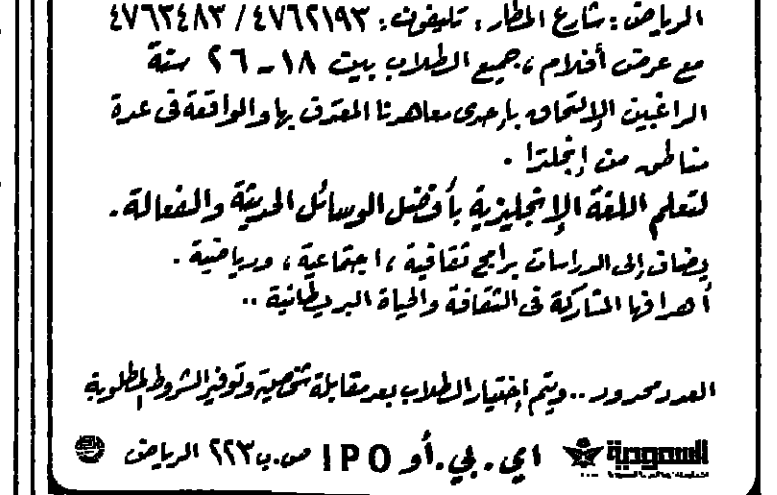 الرياض : شارع المطار ، تليفون : ٤٧٦٢١٩٣ / ٤٧٦٢٤٨٣
مع عرض أفلام ، جميع الطلاب بين ١٨ - ٢٦ سنة
الراغبين الإلتحاق بإحدى معاهدنا المعترف بها والواقعة فى عدة
مناطق من إنجلترا .
لتعلم اللغة الإنجليزية بأفضل الوسائل الحديثة والفعالة .
يضاف إلى الدراسات برامج ثقافية ، اجتماعية ، ورياضية .
أهدافها المشاركة فى الثقافة والحياة البريطانية ..
العدد محدود .. ويتم إختيار الطلاب بعد مقابلة شخصية وتوفير الشروط المطلوبة
السعودية اي . بي . أو IPO ص.ب ٢٢٣ الرياض